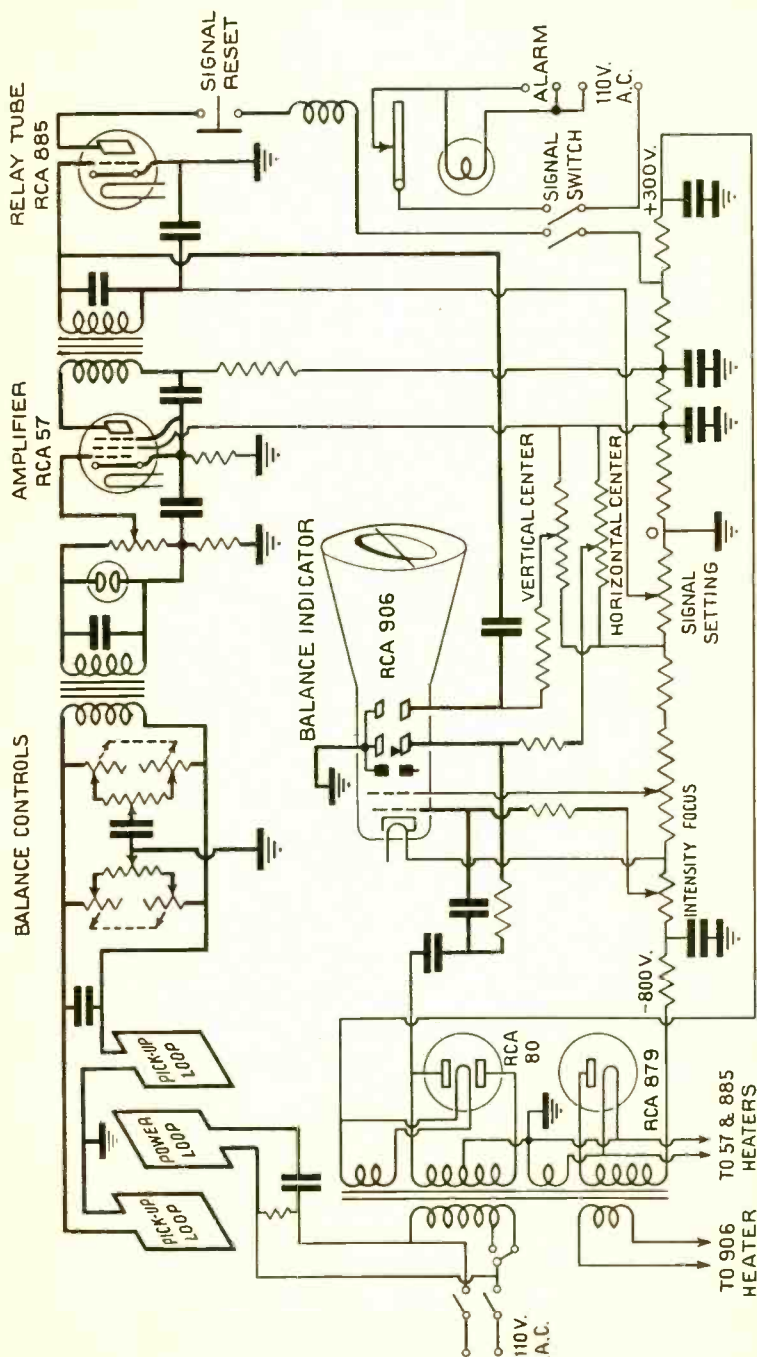 BALANCE CONTROLS
AMPLIFIER
RCA 57
RELAY TUBE
RCA 885
SIGNAL
RESET
PICK-UP
LOOP
POWER
LOOP
PICK-UP
LOOP
BALANCE INDICATOR
RCA 906
ALARM
110 V.
A.C.
SIGNAL
SWITCH
+300 V.
VERTICAL CENTER
HORIZONTAL CENTER
SIGNAL
SETTING
INTENSITY FOCUS
-800 V.
RCA
80
RCA 879
110 V.
A.C.
TO 906
HEATER
TO 57 & 885
HEATERS